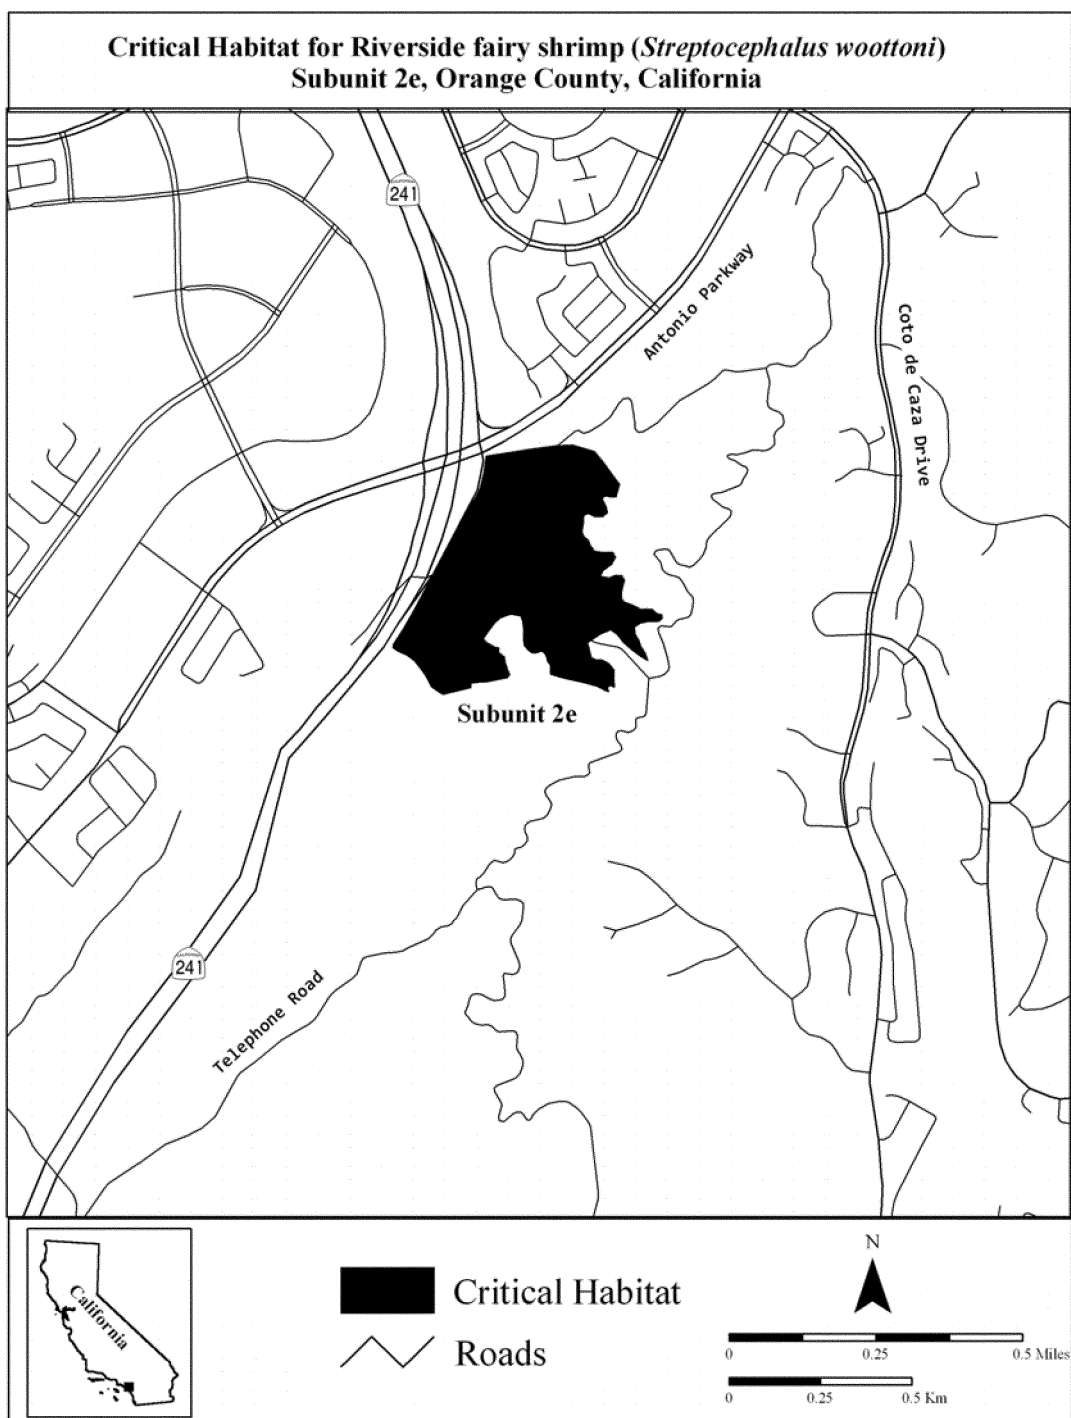 Critical Habitat for Riverside fairy shrimp (Streptocephalus woottoni)
Subunit 2e, Orange County, California
CALIFORNIA
241
Antonio Parkway
Coto de Caza Drive
Subunit 2e
CALIFORNIA
241
Telephone Road
California
Critical Habitat
Roads
N
0 0.25 0.5 Miles
0 0.25 0.5 Km